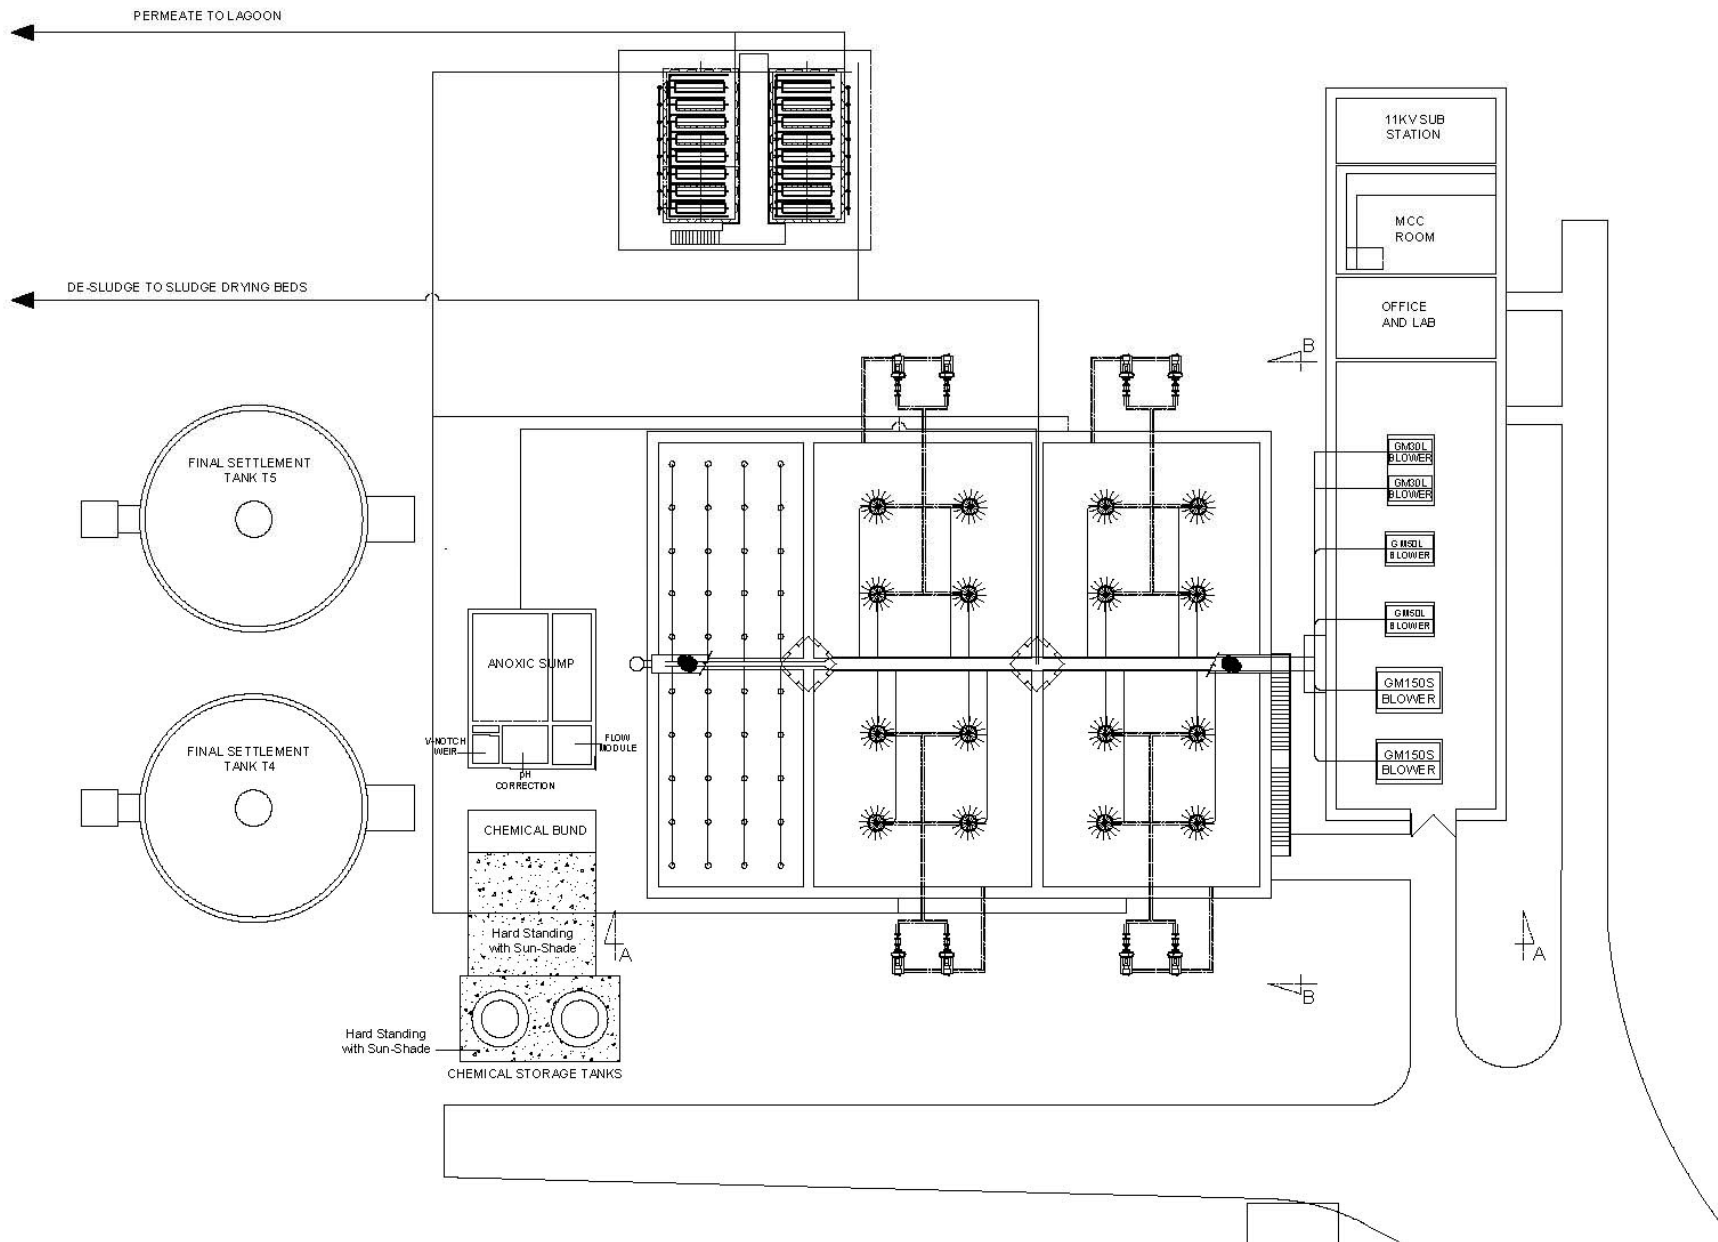 PERMEATE TO LAGOON
11KV SUB
STATION
MCC
ROOM
DE-SLUDGE TO SLUDGE DRYING BEDS
OFFICE
AND LAB
B
FINAL SETTLEMENT
TANK T5
GM30L
BLOWER
GM30L
BLOWER
GM50L
BLOWER
GM50L
BLOWER
ANOXIC SUMP
GM150S
BLOWER
V-NOTCH
WEIR
FLOW
MODULE
FINAL SETTLEMENT
TANK T4
GM150S
BLOWER
pH
CORRECTION
CHEMICAL BUND
Hard Standing
with Sun-Shade
A
A
B
Hard Standing
with Sun-Shade
CHEMICAL STORAGE TANKS